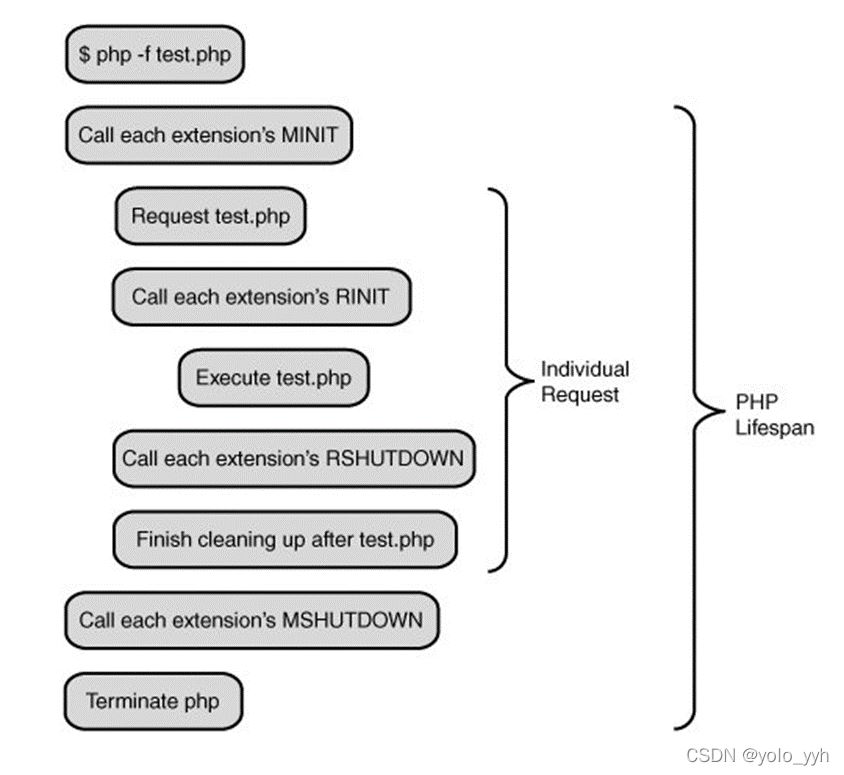 $ php -f test.php
Call each extension’s MINIT
Request test.php
Call each extension’s RINIT
Execute test.php
Individual
Request
PHP
Lifespan
Call each extension’s RSHUTDOWN
Finish cleaning up after test.php
Call each extension’s MSHUTDOWN
Terminate php
CSDN @yolo_yyh